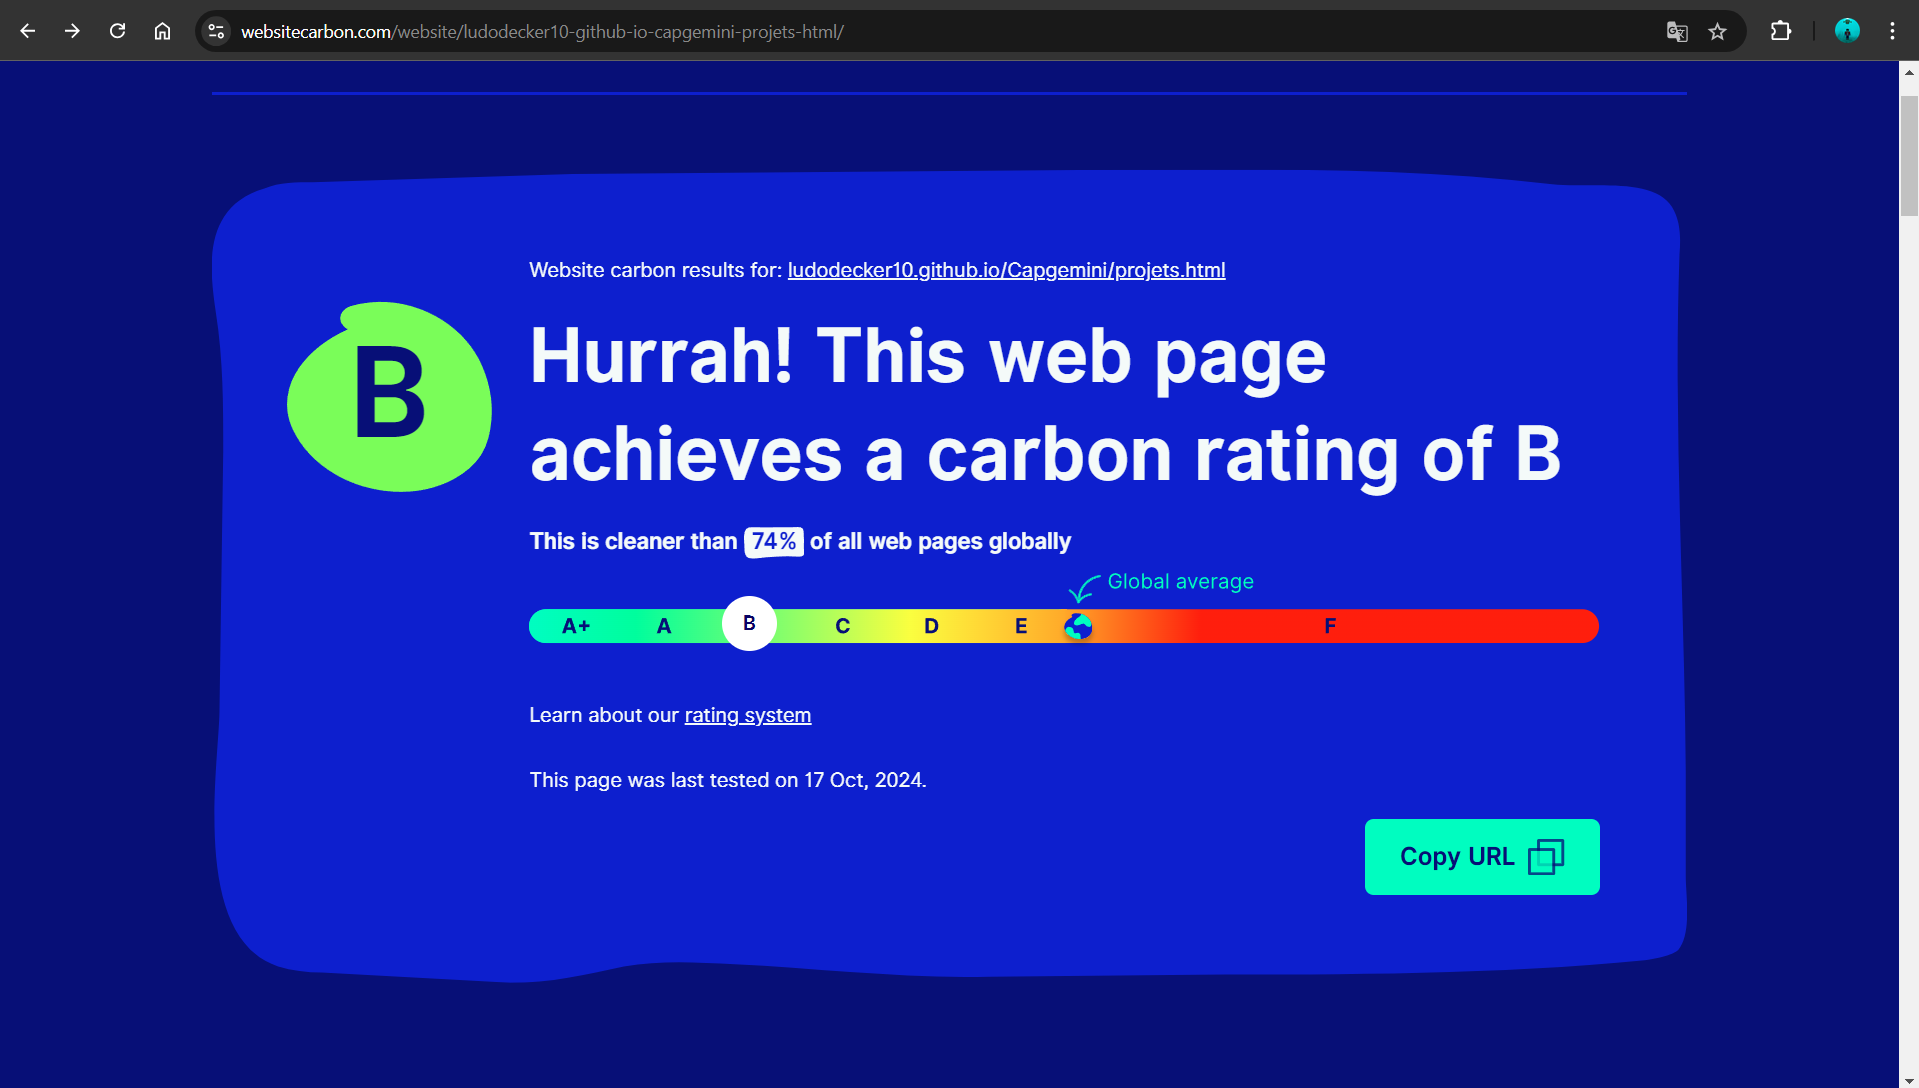 websitecarbon.com/website/ludodecker10-github-io-capgemini-projets-html/
Website carbon results for: ludodecker10.github.io/Capgemini/projets.html
B
Hurrah! This web page
achieves a carbon rating of B
This is cleaner than 74% of all web pages globally
Global average
A+ A B C D E F
Learn about our rating system
This page was last tested on 17 Oct, 2024.
Copy URL